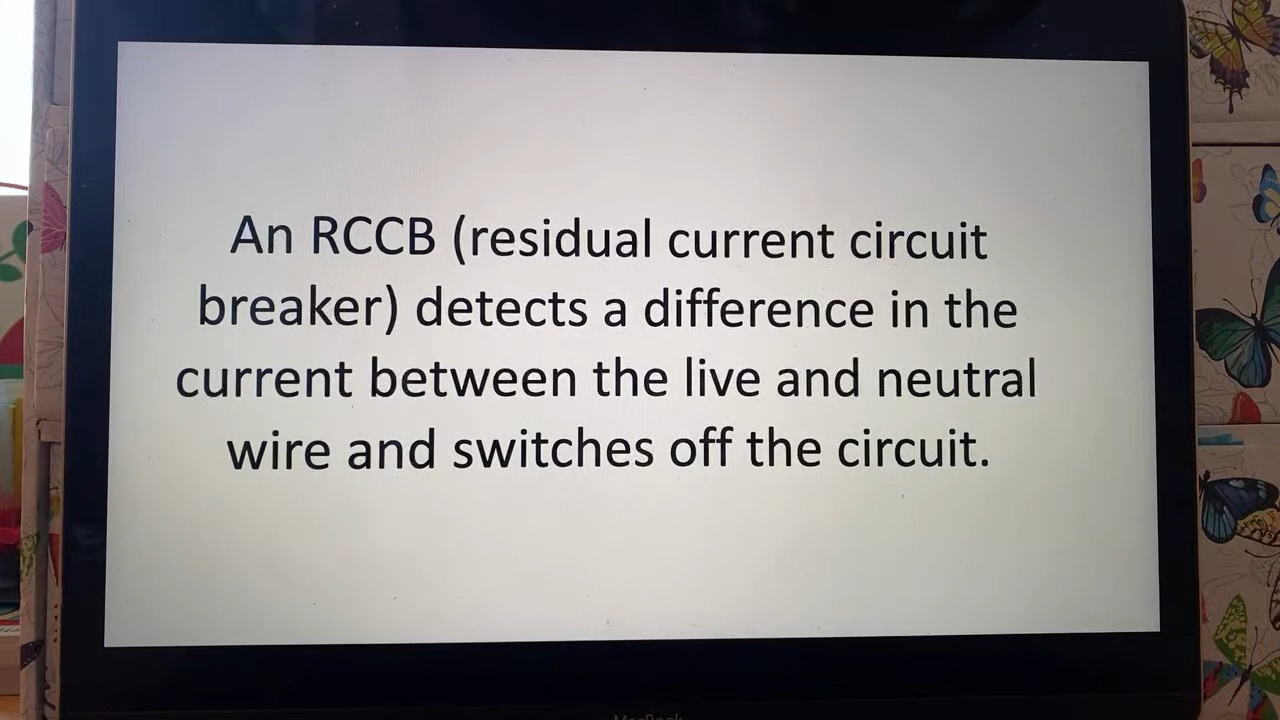 An RCCB (residual current circuit
breaker) detects a difference in the
current between the live and neutral
wire and switches off the circuit.
MacBook